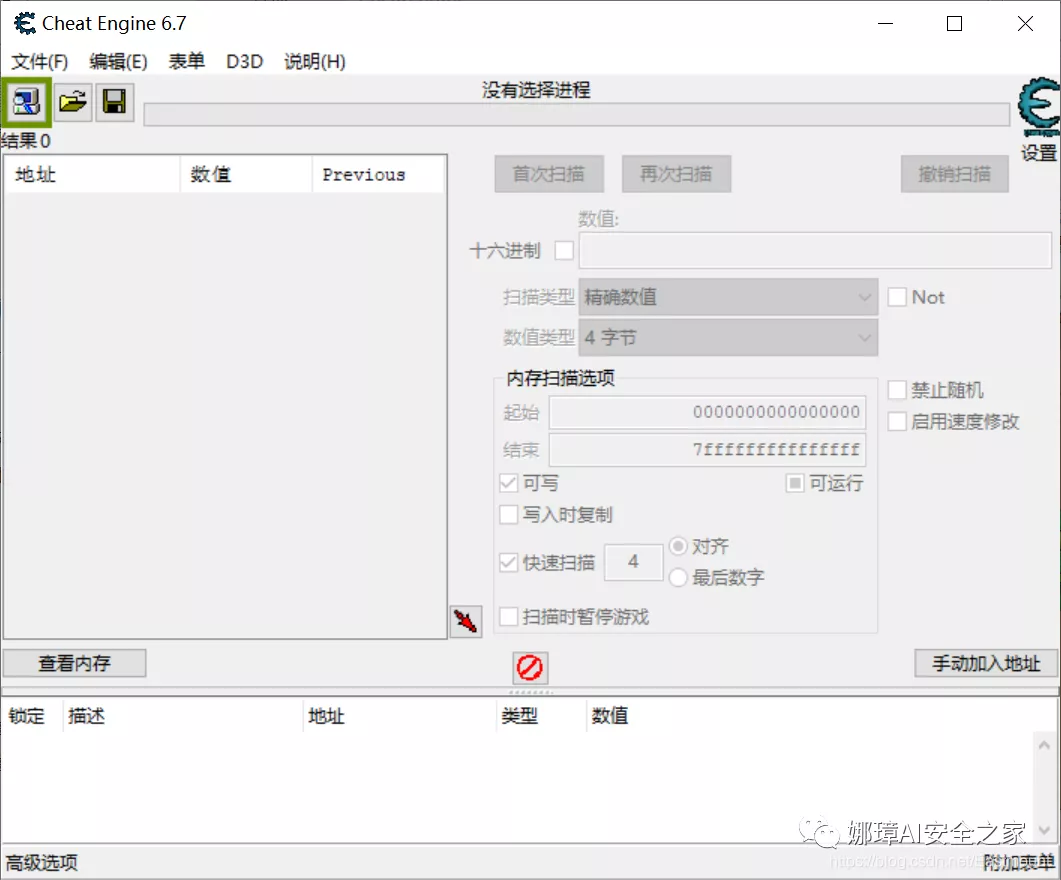 Cheat Engine 6.7
文件(F) 编辑(E) 表单 D3D 说明(H)
没有选择进程
结果 0
设置
地址 数值 Previous
首次扫描 再次扫描 撤销扫描
数值:
十六进制
扫描类型 精确数值 Not
数值类型 4 字节
内存扫描选项
起始 0000000000000000
禁止随机
启用速度修改
结束 7fffffffffffffff
可写 可运行
写入时复制
快速扫描 4 对齐
最后数字
扫描时暂停游戏
查看内存 手动加入地址
锁定 描述 地址 类型 数值
娜璋AI安全之家
高级选项 附加表单